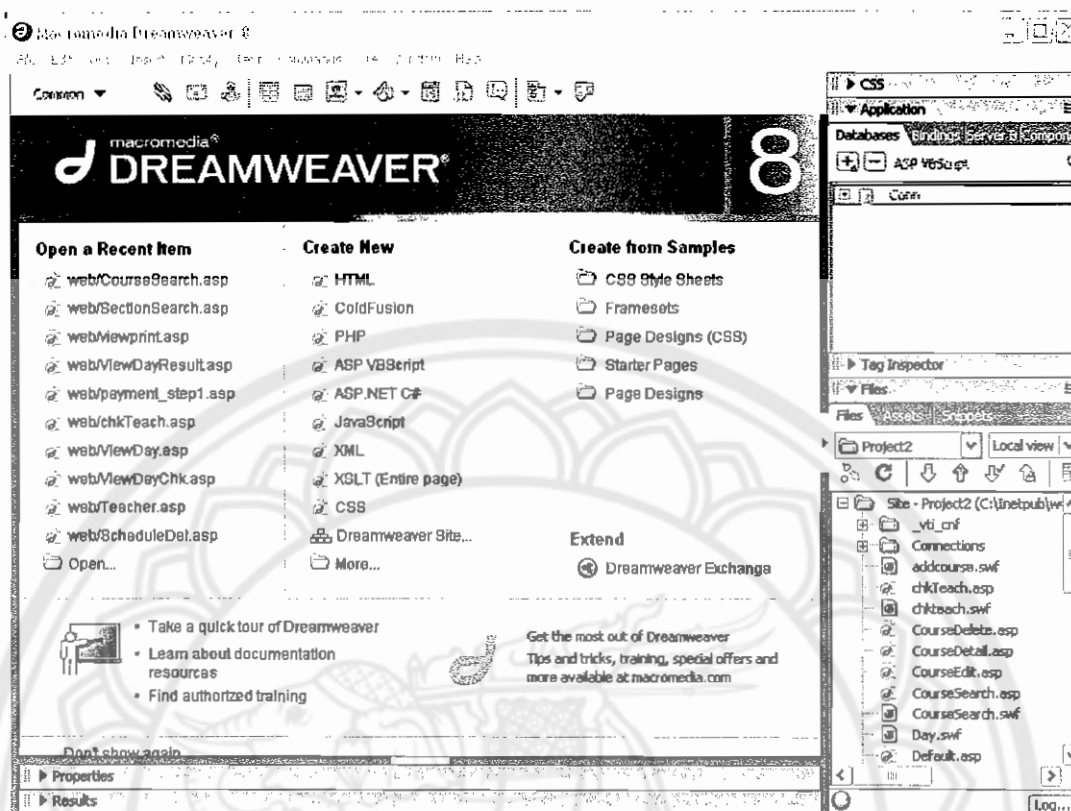 Macromedia Dreamweaver 8
Common
macromedia®
DREAMWEAVER®
8
Open a Recent Item
web/CourseSearch.asp
web/SectionSearch.asp
web/viewprint.asp
web/ViewDayResult.asp
web/payment_step1.asp
web/chkTeach.asp
web/ViewDay.asp
web/ViewDayChk.asp
web/Teacher.asp
web/ScheduleDel.asp
Open...
Create New
HTML
ColdFusion
PHP
ASP VBScript
ASP.NET C#
JavaScript
XML
XSLT (Entire page)
CSS
Dreamweaver Site...
More...
Create from Samples
CSS Style Sheets
Framesets
Page Designs (CSS)
Starter Pages
Page Designs
Extend
Dreamweaver Exchange
• Take a quick tour of Dreamweaver
• Learn about documentation
resources
• Find authorized training
Get the most out of Dreamweaver
Tips and tricks, training, special offers and
more available at macromedia.com
Don't show again
Properties
Results
CSS
Application
Databases Bindings Server B Compon
ASP VBScript
Conn
Tag Inspector
Files
Files Assets Snippets
Project2 Local view
Site - Project2 (C:\Inetpub\w
_vti_cnf
Connections
addcourse.swf
chkTeach.asp
chkteach.swf
CourseDelete.asp
CourseDetail.asp
CourseEdit.asp
CourseSearch.asp
CourseSearch.swf
Day.swf
Default.asp
Log...